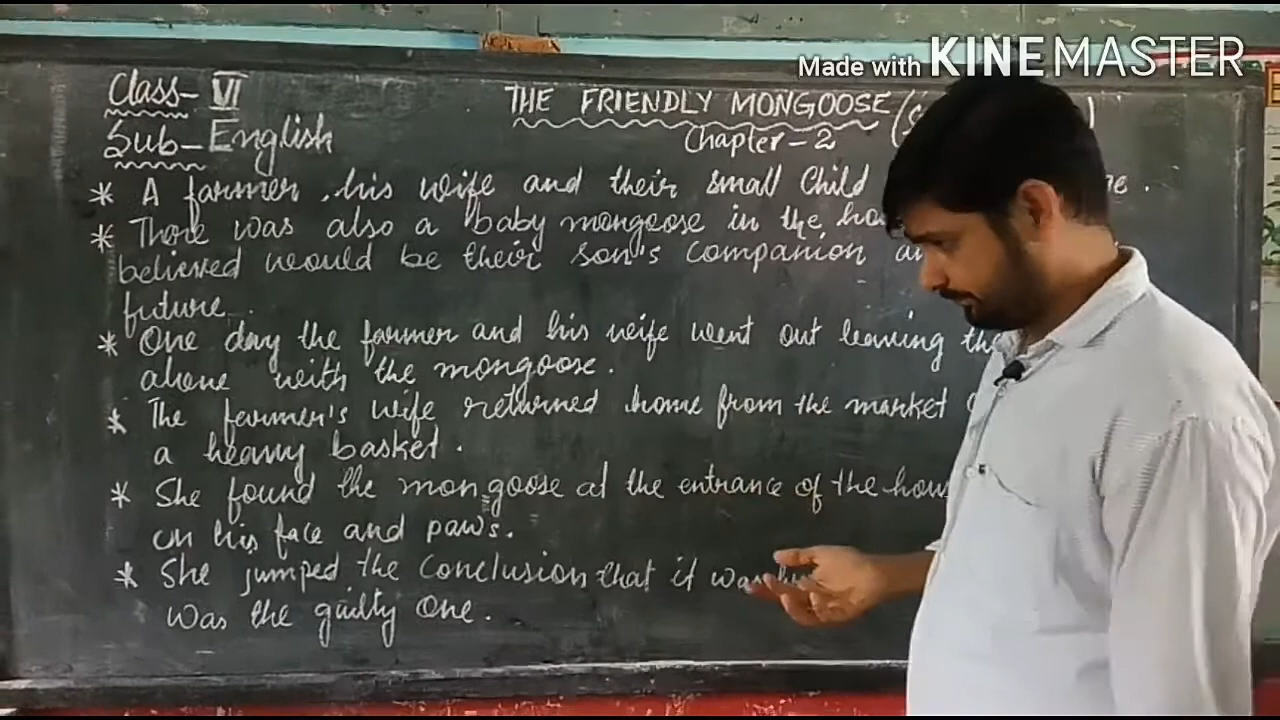 Made with KINEMASTER
Class-VI
THE FRIENDLY MONGOOSE
Sub-English
Chapter-2
* A farmer, his wife and their small Child
* There was also a baby mongoose in the
believed would be their son's companion
future.
* One day the farmer and his wife went out leaving
alone with the mongoose.
* The farmer's wife returned home from the market
a heavy basket.
* She found the mongoose at the entrance of the
on his face and paws.
* She jumped the Conclusion that it was
was the guilty one.